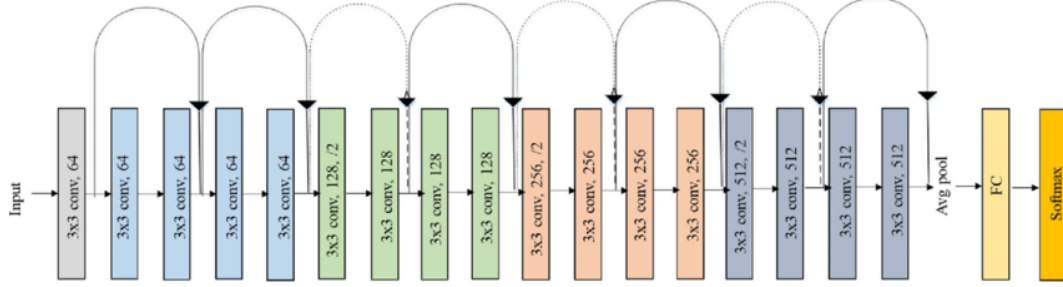 Input
3x3 conv, 64
3x3 conv, 64
3x3 conv, 64
3x3 conv, 64
3x3 conv, 64
3x3 conv, 128, /2
3x3 conv, 128
3x3 conv, 128
3x3 conv, 128
3x3 conv, 256, /2
3x3 conv, 256
3x3 conv, 256
3x3 conv, 256
3x3 conv, 512, /2
3x3 conv, 512
3x3 conv, 512
3x3 conv, 512
Avg pool
FC
Softmax